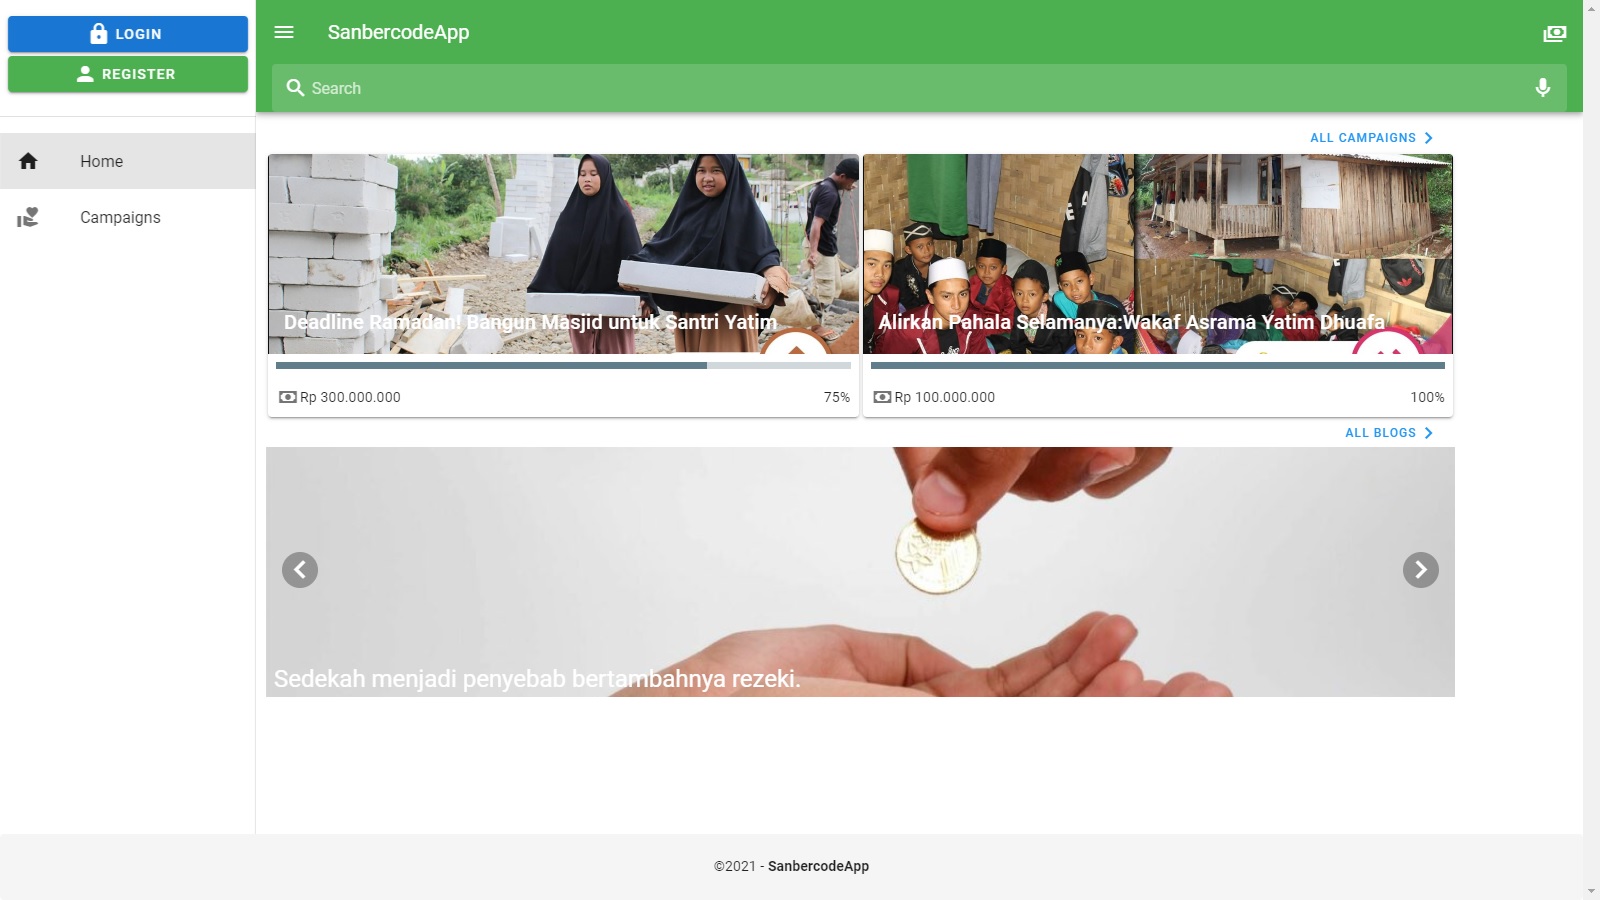 LOGIN
REGISTER
Home
Campaigns
SanbercodeApp
Search
ALL CAMPAIGNS
Deadline Ramadan! Bangun Masjid untuk Santri Yatim
Rp 300.000.000
75%
Alirkan Pahala Selamanya:Wakaf Asrama Yatim Dhuafa
Rp 100.000.000
100%
ALL BLOGS
Sedekah menjadi penyebab bertambahnya rezeki.
©2021 - SanbercodeApp